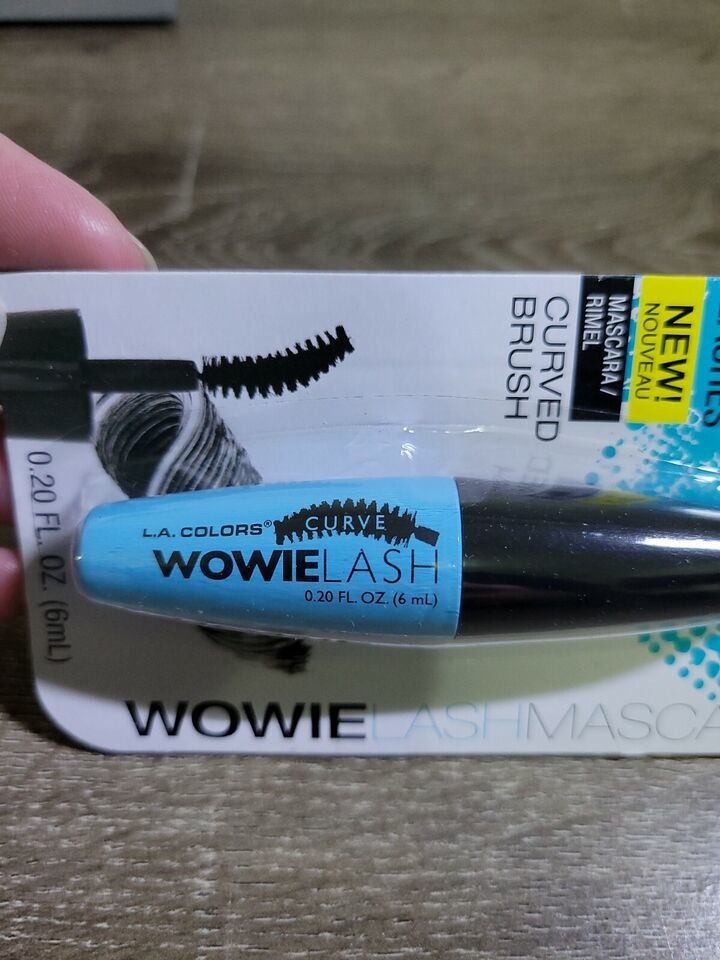 NEW!
NOUVEAU
MASCARA /
RIMEL
CURVED
BRUSH
0.20 FL. OZ. (6mL)
L.A. COLORS® CURVE
WOWIELASH
0.20 FL. OZ. (6 mL)
WOWIELASHMASCA